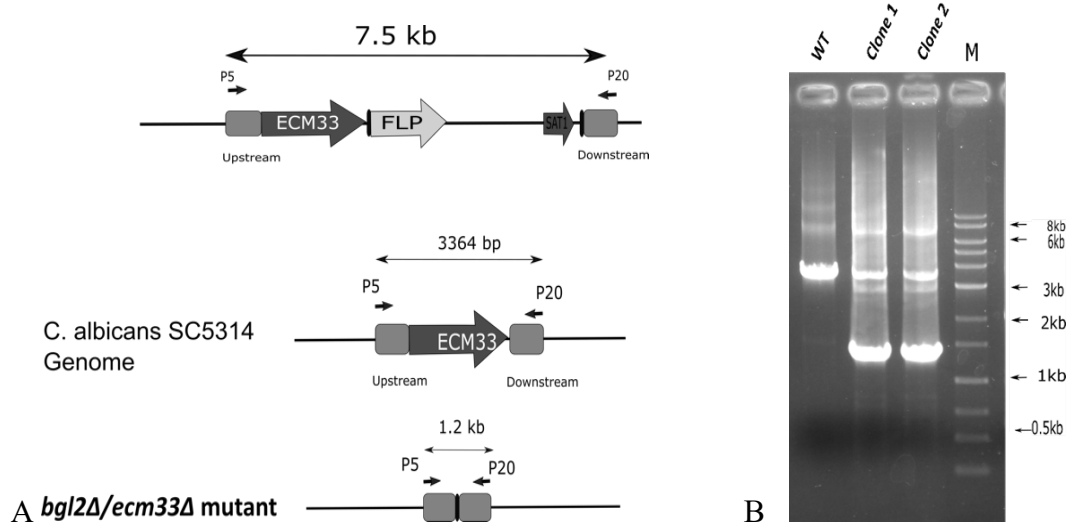 7.5 kb
P5
P20
ECM33
FLP
SAT1
Upstream
Downstream
3364 bp
P5
P20
C. albicans SC5314
Genome
ECM33
Upstream
Downstream
1.2 kb
P5
P20
A bgl2Δ/ecm33Δ mutant
WT
Clone 1
Clone 2
M
8kb
6kb
3kb
2kb
1kb
0.5kb
B